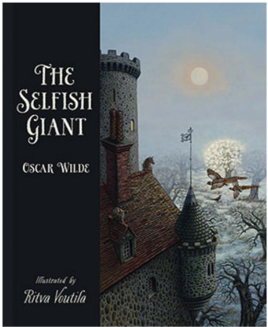 THE
SELFISH
GIANT
OSCAR WILDE
Illustrated by
Ritva Voutila